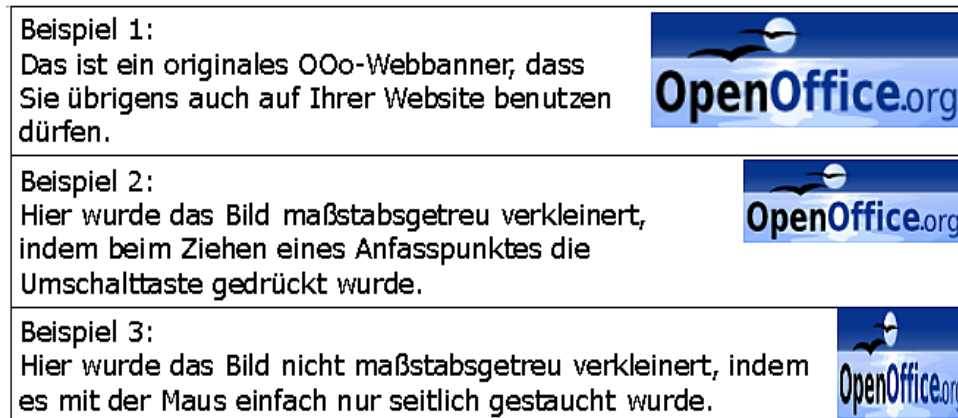 Beispiel 1:
Das ist ein originales OOo-Webbanner, dass
Sie übrigens auch auf Ihrer Website benutzen
dürfen.
OpenOffice.org
Beispiel 2:
Hier wurde das Bild maßstabsgetreu verkleinert,
indem beim Ziehen eines Anfasspunktes die
Umschalttaste gedrückt wurde.
OpenOffice.org
Beispiel 3:
Hier wurde das Bild nicht maßstabsgetreu verkleinert, indem
es mit der Maus einfach nur seitlich gestaucht wurde.
OpenOffice.org